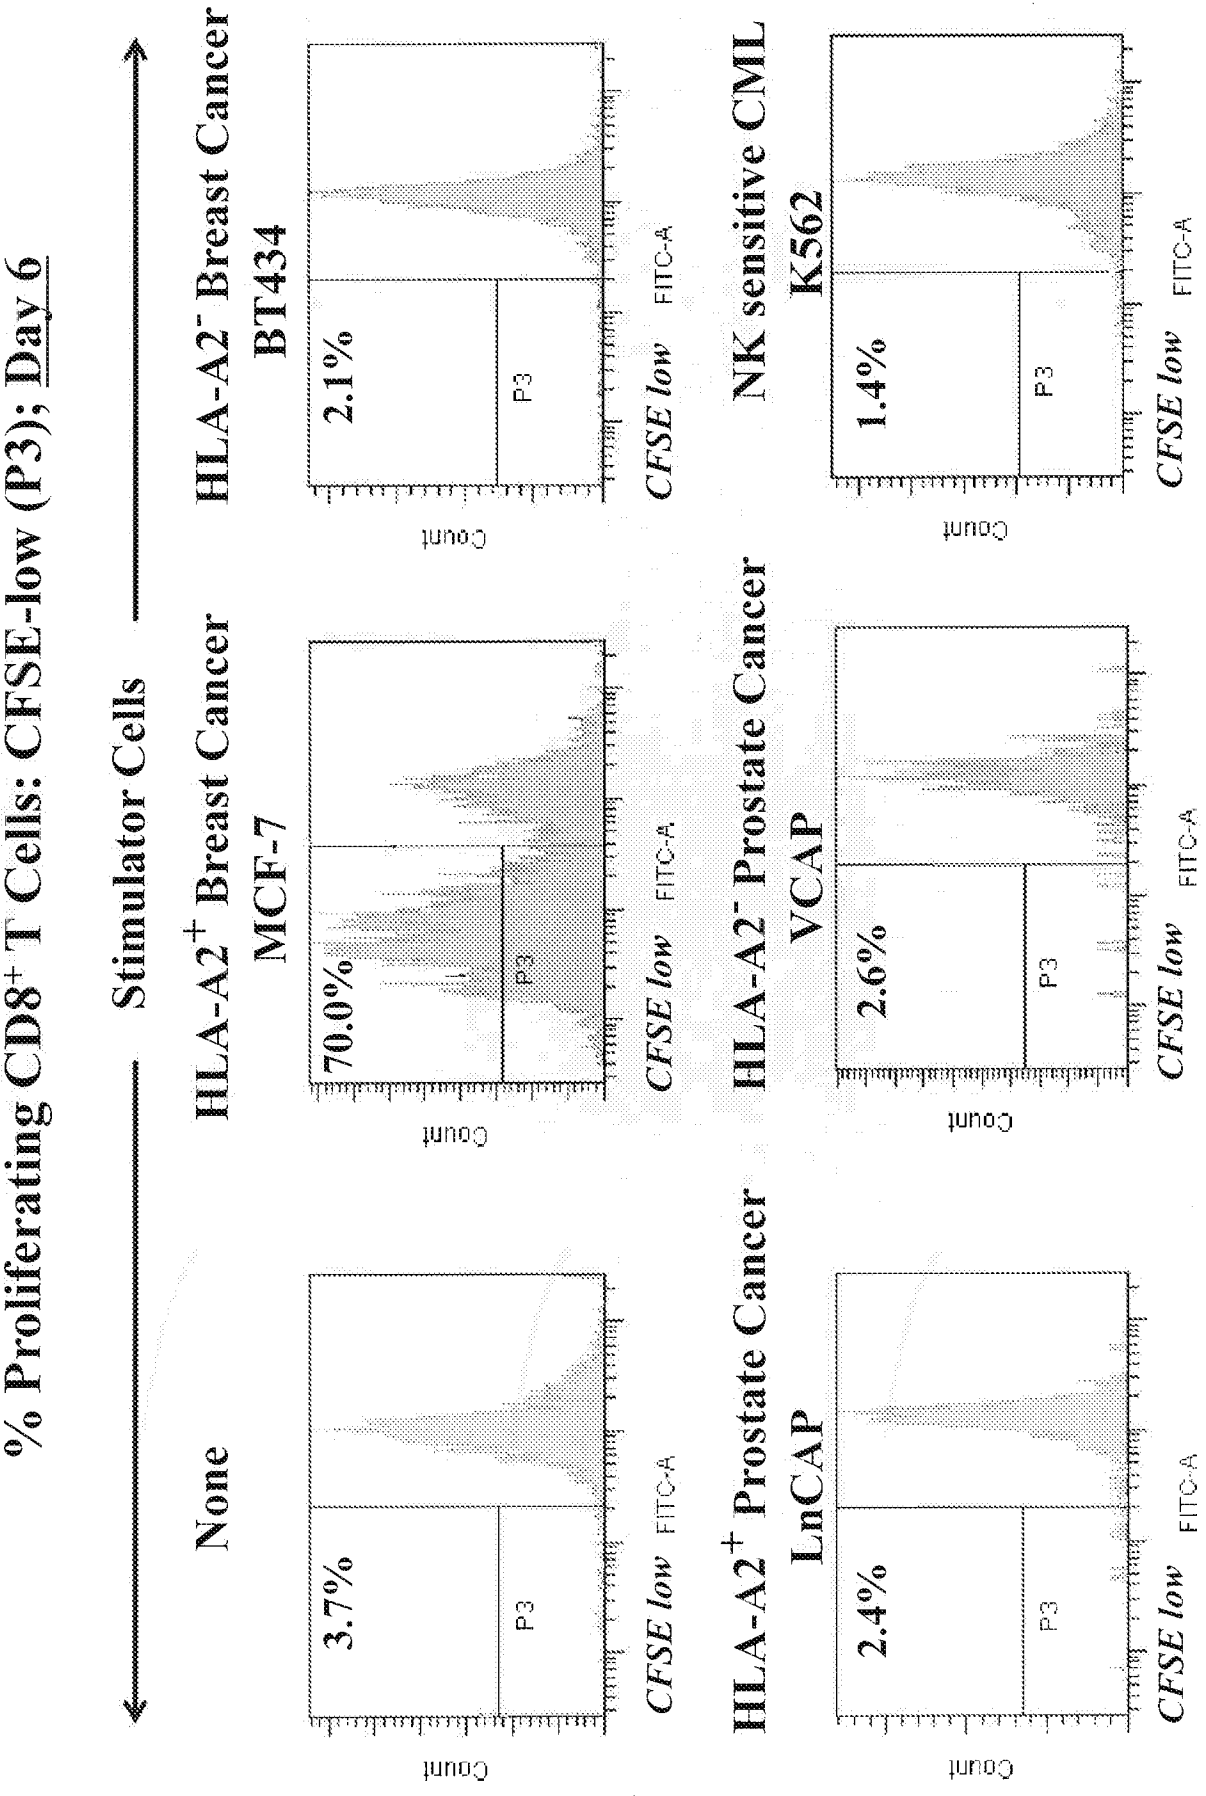 % Proliferating CD8+ T Cells: CFSE-low (P3); Day 6
Stimulator Cells
None
3.7%
P3
Count
CFSE low FITC-A
HLA-A2+ Breast Cancer
MCF-7
70.0%
P3
Count
CFSE low FITC-A
HLA-A2- Breast Cancer
BT434
2.1%
P3
Count
CFSE low FITC-A
HLA-A2+ Prostate Cancer
LnCAP
2.4%
P3
Count
CFSE low FITC-A
HLA-A2- Prostate Cancer
VCAP
2.6%
P3
Count
CFSE low FITC-A
NK sensitive CML
K562
1.4%
P3
Count
CFSE low FITC-A